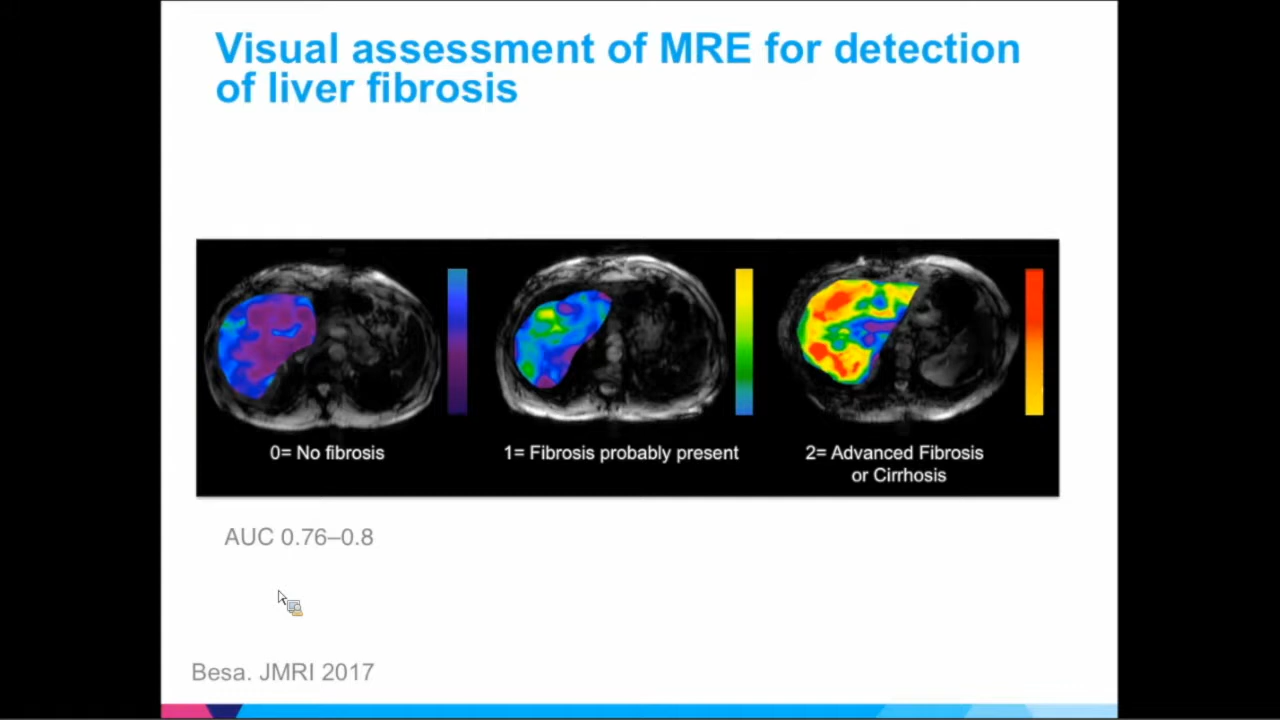 Visual assessment of MRE for detection
of liver fibrosis
0= No fibrosis
1= Fibrosis probably present
2= Advanced Fibrosis
or Cirrhosis
AUC 0.76–0.8
Besa. JMRI 2017